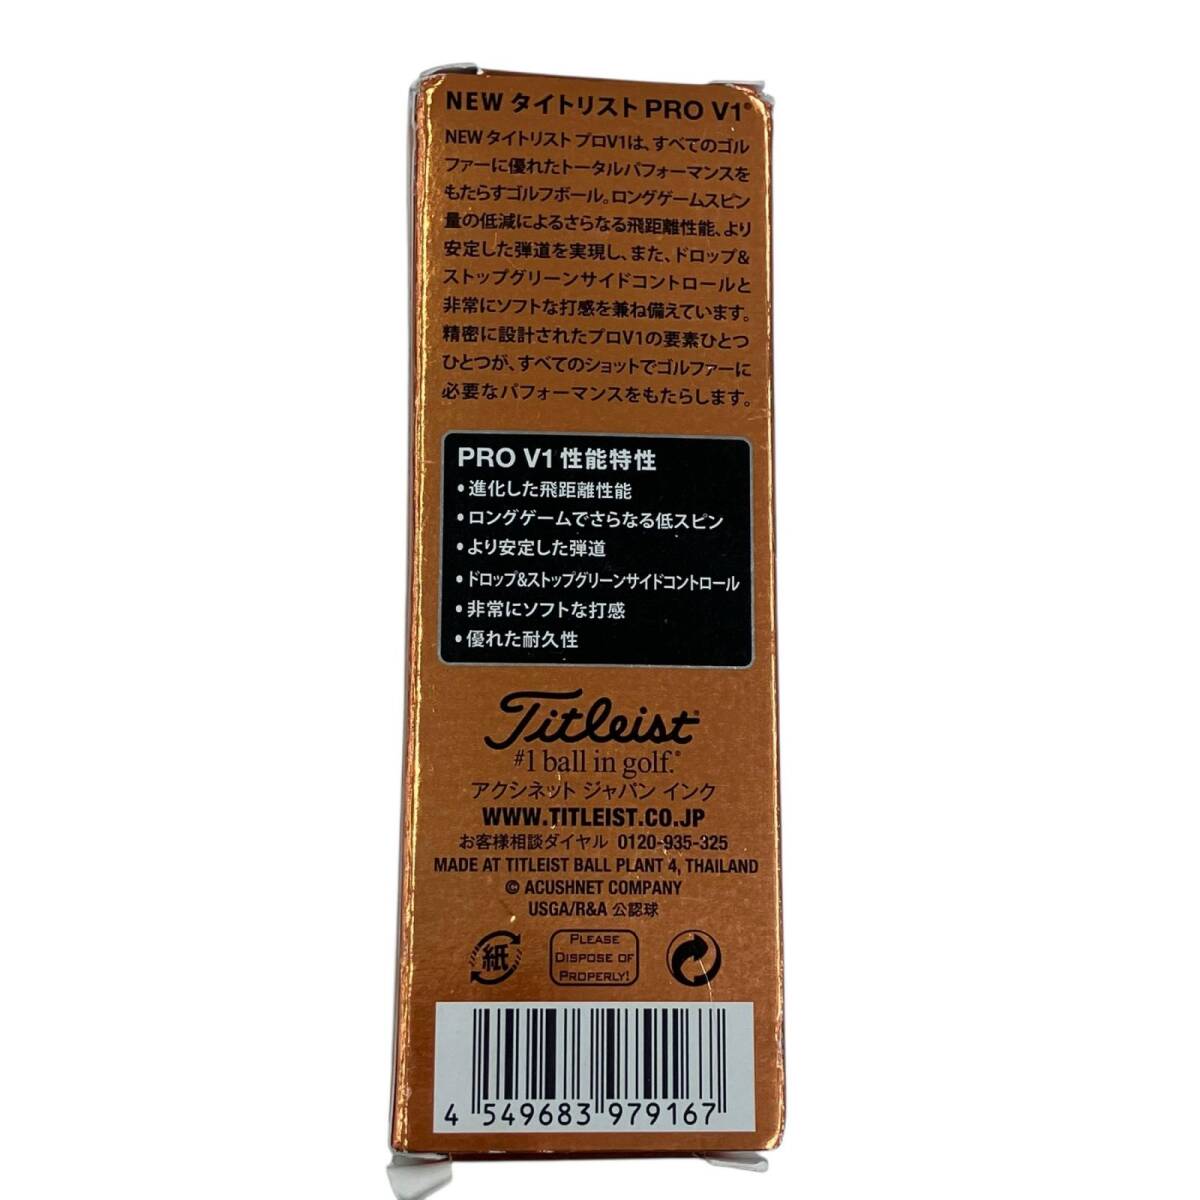 NEW タイトリスト PRO V1®
NEW タイトリスト プロV1は、すべてのゴル
ファーに優れたトータルパフォーマンスを
もたらすゴルフボール。ロングゲームスピン
量の低減によるさらなる飛距離性能、より
安定した弾道を実現し、また、ドロップ&
ストップグリーンサイドコントロールと
非常にソフトな打感を兼ね備えています。
精密に設計されたプロV1の要素ひとつ
ひとつが、すべてのショットでゴルファーに
必要なパフォーマンスをもたらします。
PRO V1 性能特性
•進化した飛距離性能
•ロングゲームでさらなる低スピン
•より安定した弾道
•ドロップ&ストップグリーンサイドコントロール
•非常にソフトな打感
•優れた耐久性
Titleist®
#1 ball in golf.®
アクシネット ジャパン インク
WWW.TITLEIST.CO.JP
お客様相談ダイヤル 0120-935-325
MADE AT TITLEIST BALL PLANT 4, THAILAND
© ACUSHNET COMPANY
USGA/R&A 公認球
紙
PLEASE
DISPOSE OF
PROPERLY!
4 549683 979167